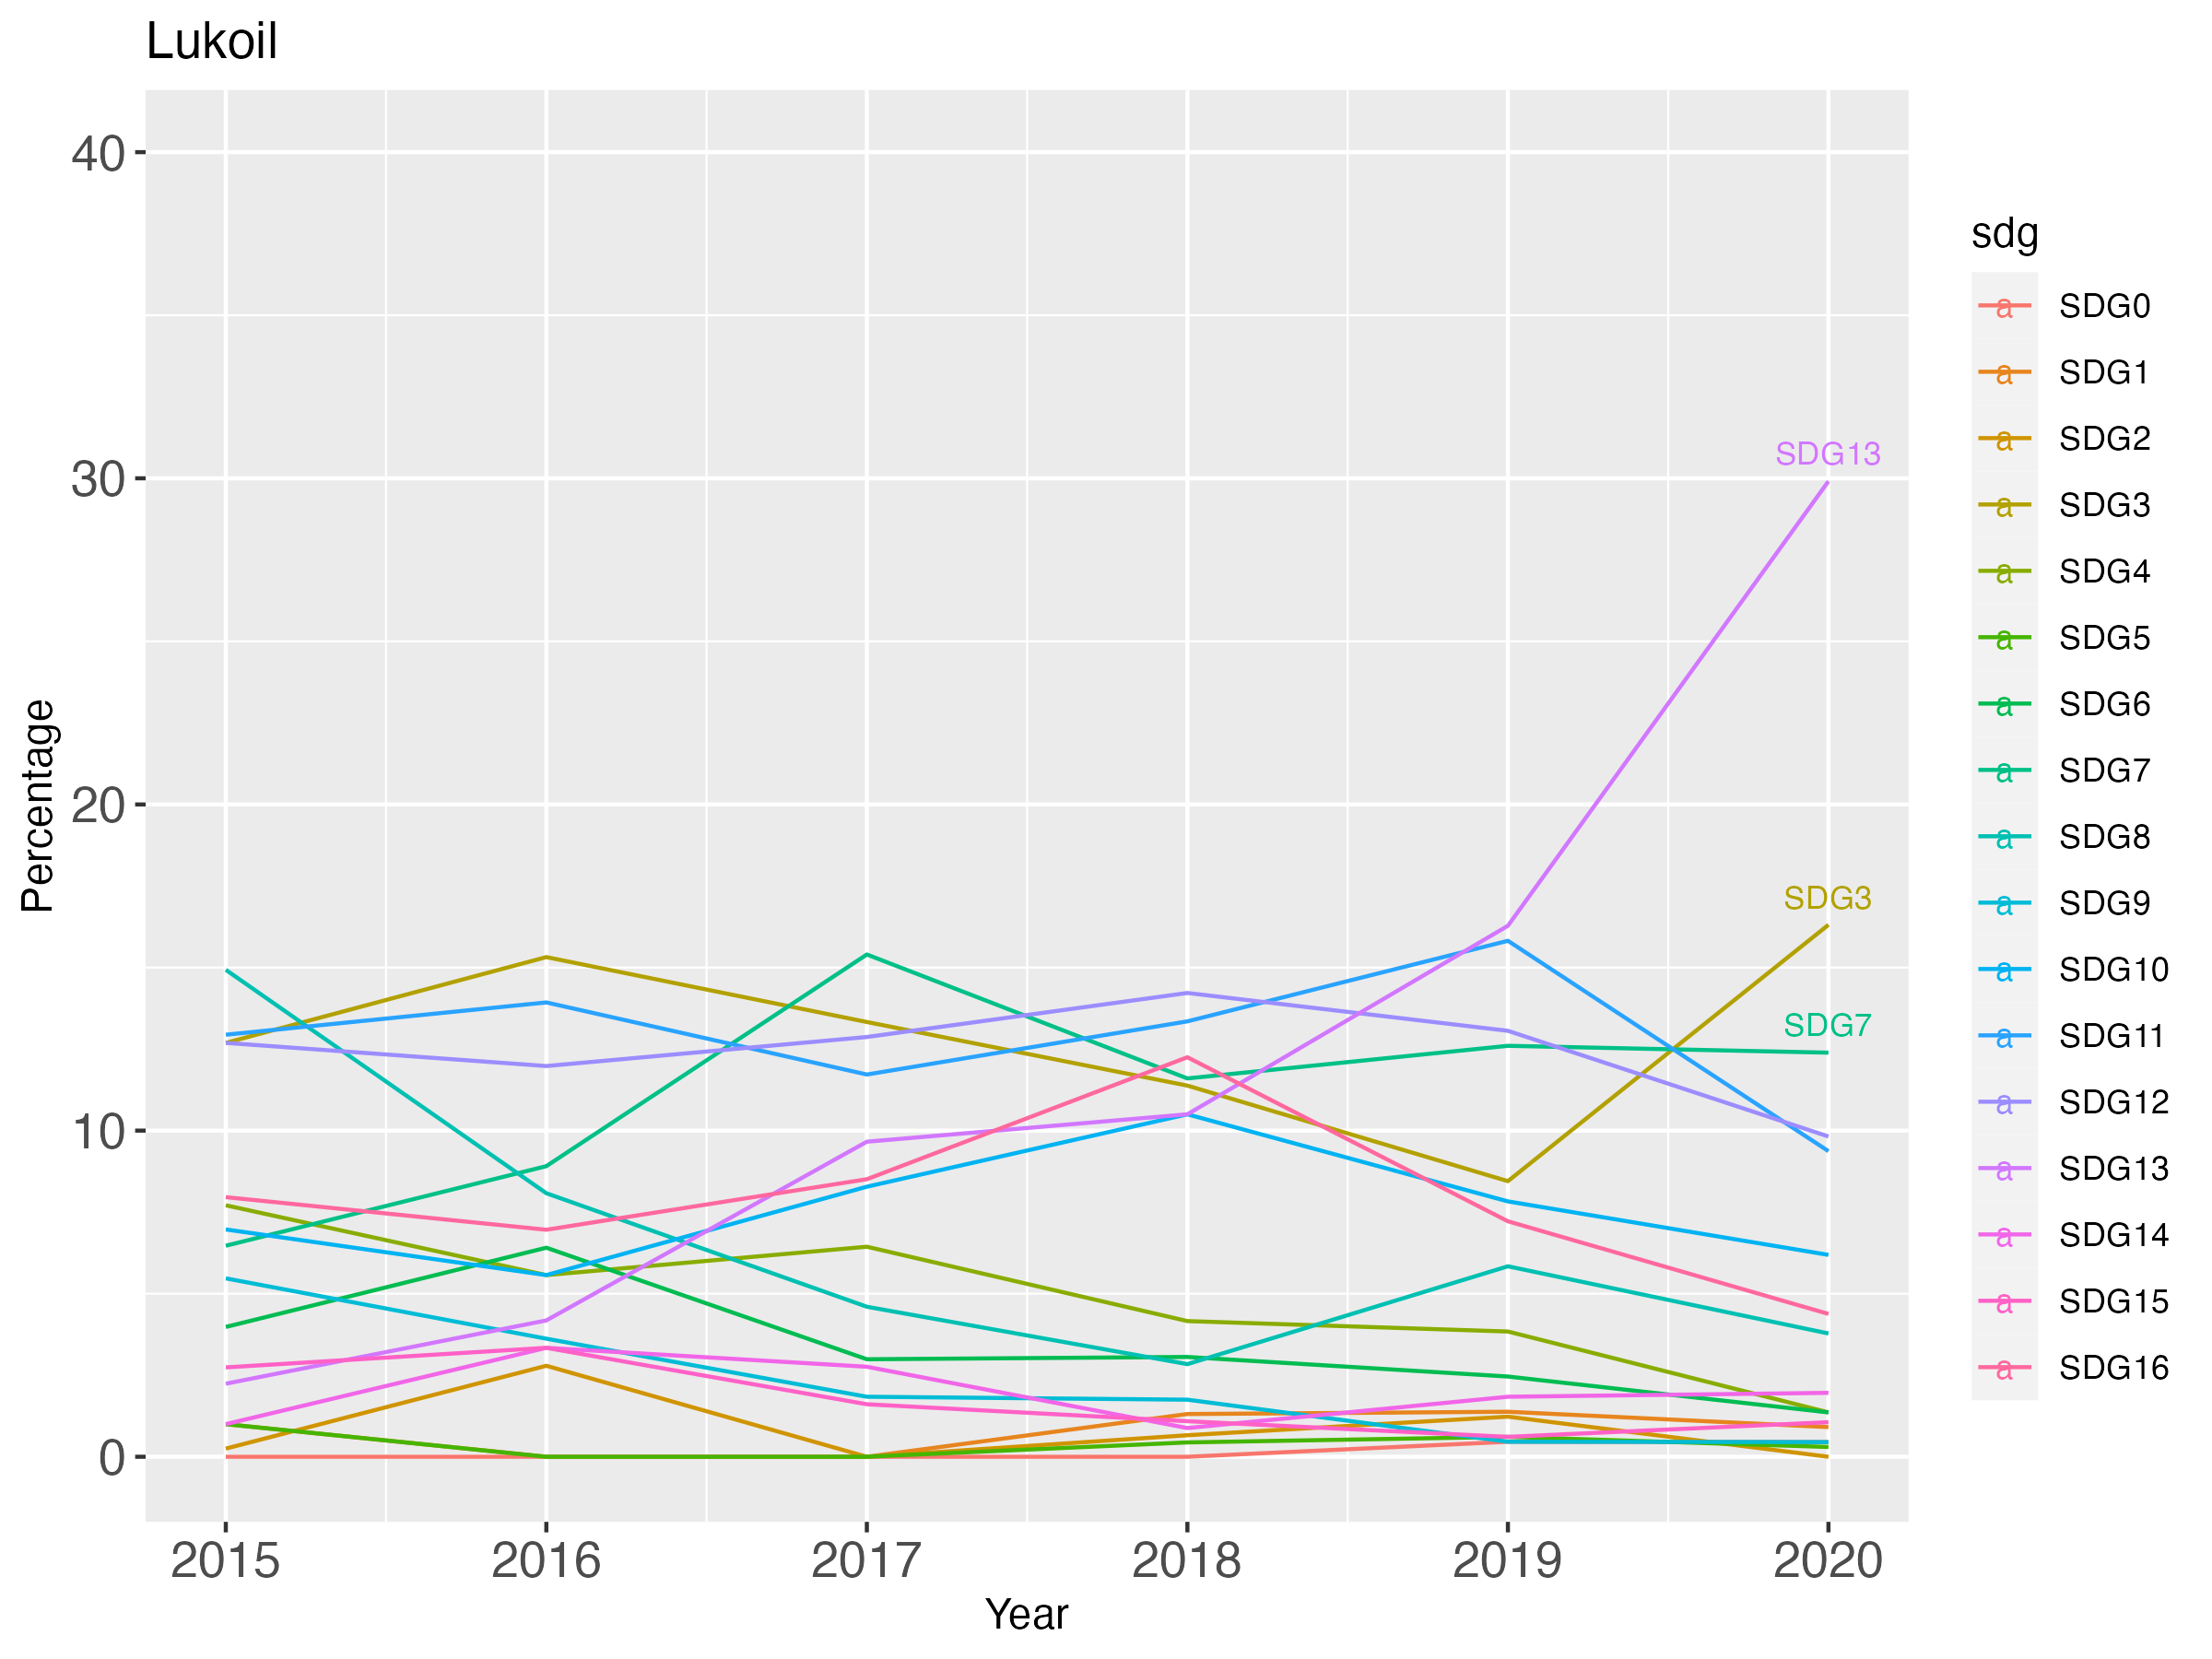 Lukoil
40
30
20
10
0
Percentage
2015 2016 2017 2018 2019 2020
Year
SDG13
SDG3
SDG7
sdg
a SDG0
a SDG1
a SDG2
a SDG3
a SDG4
a SDG5
a SDG6
a SDG7
a SDG8
a SDG9
a SDG10
a SDG11
a SDG12
a SDG13
a SDG14
a SDG15
a SDG16